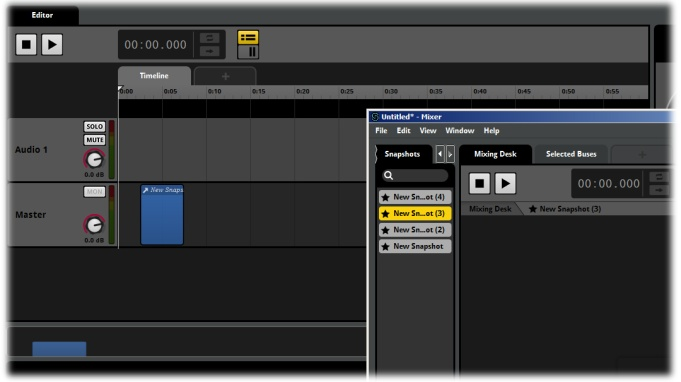 Editor
00:00.000
Timeline
+
0:00 0:05 0:10 0:15 0:20 0:25 0:30 0:35 0:40 0:45 0:50 0:55
Audio 1
SOLO
MUTE
0.0 dB
Master
MON
0.0 dB
New Snaps
Untitled* - Mixer
File Edit View Window Help
Snapshots
Mixing Desk Selected Buses +
00:00.000
Mixing Desk New Snapshot (3)
New Sn...ot (4)
New Sn...ot (3)
New Sn...ot (2)
New Snapshot